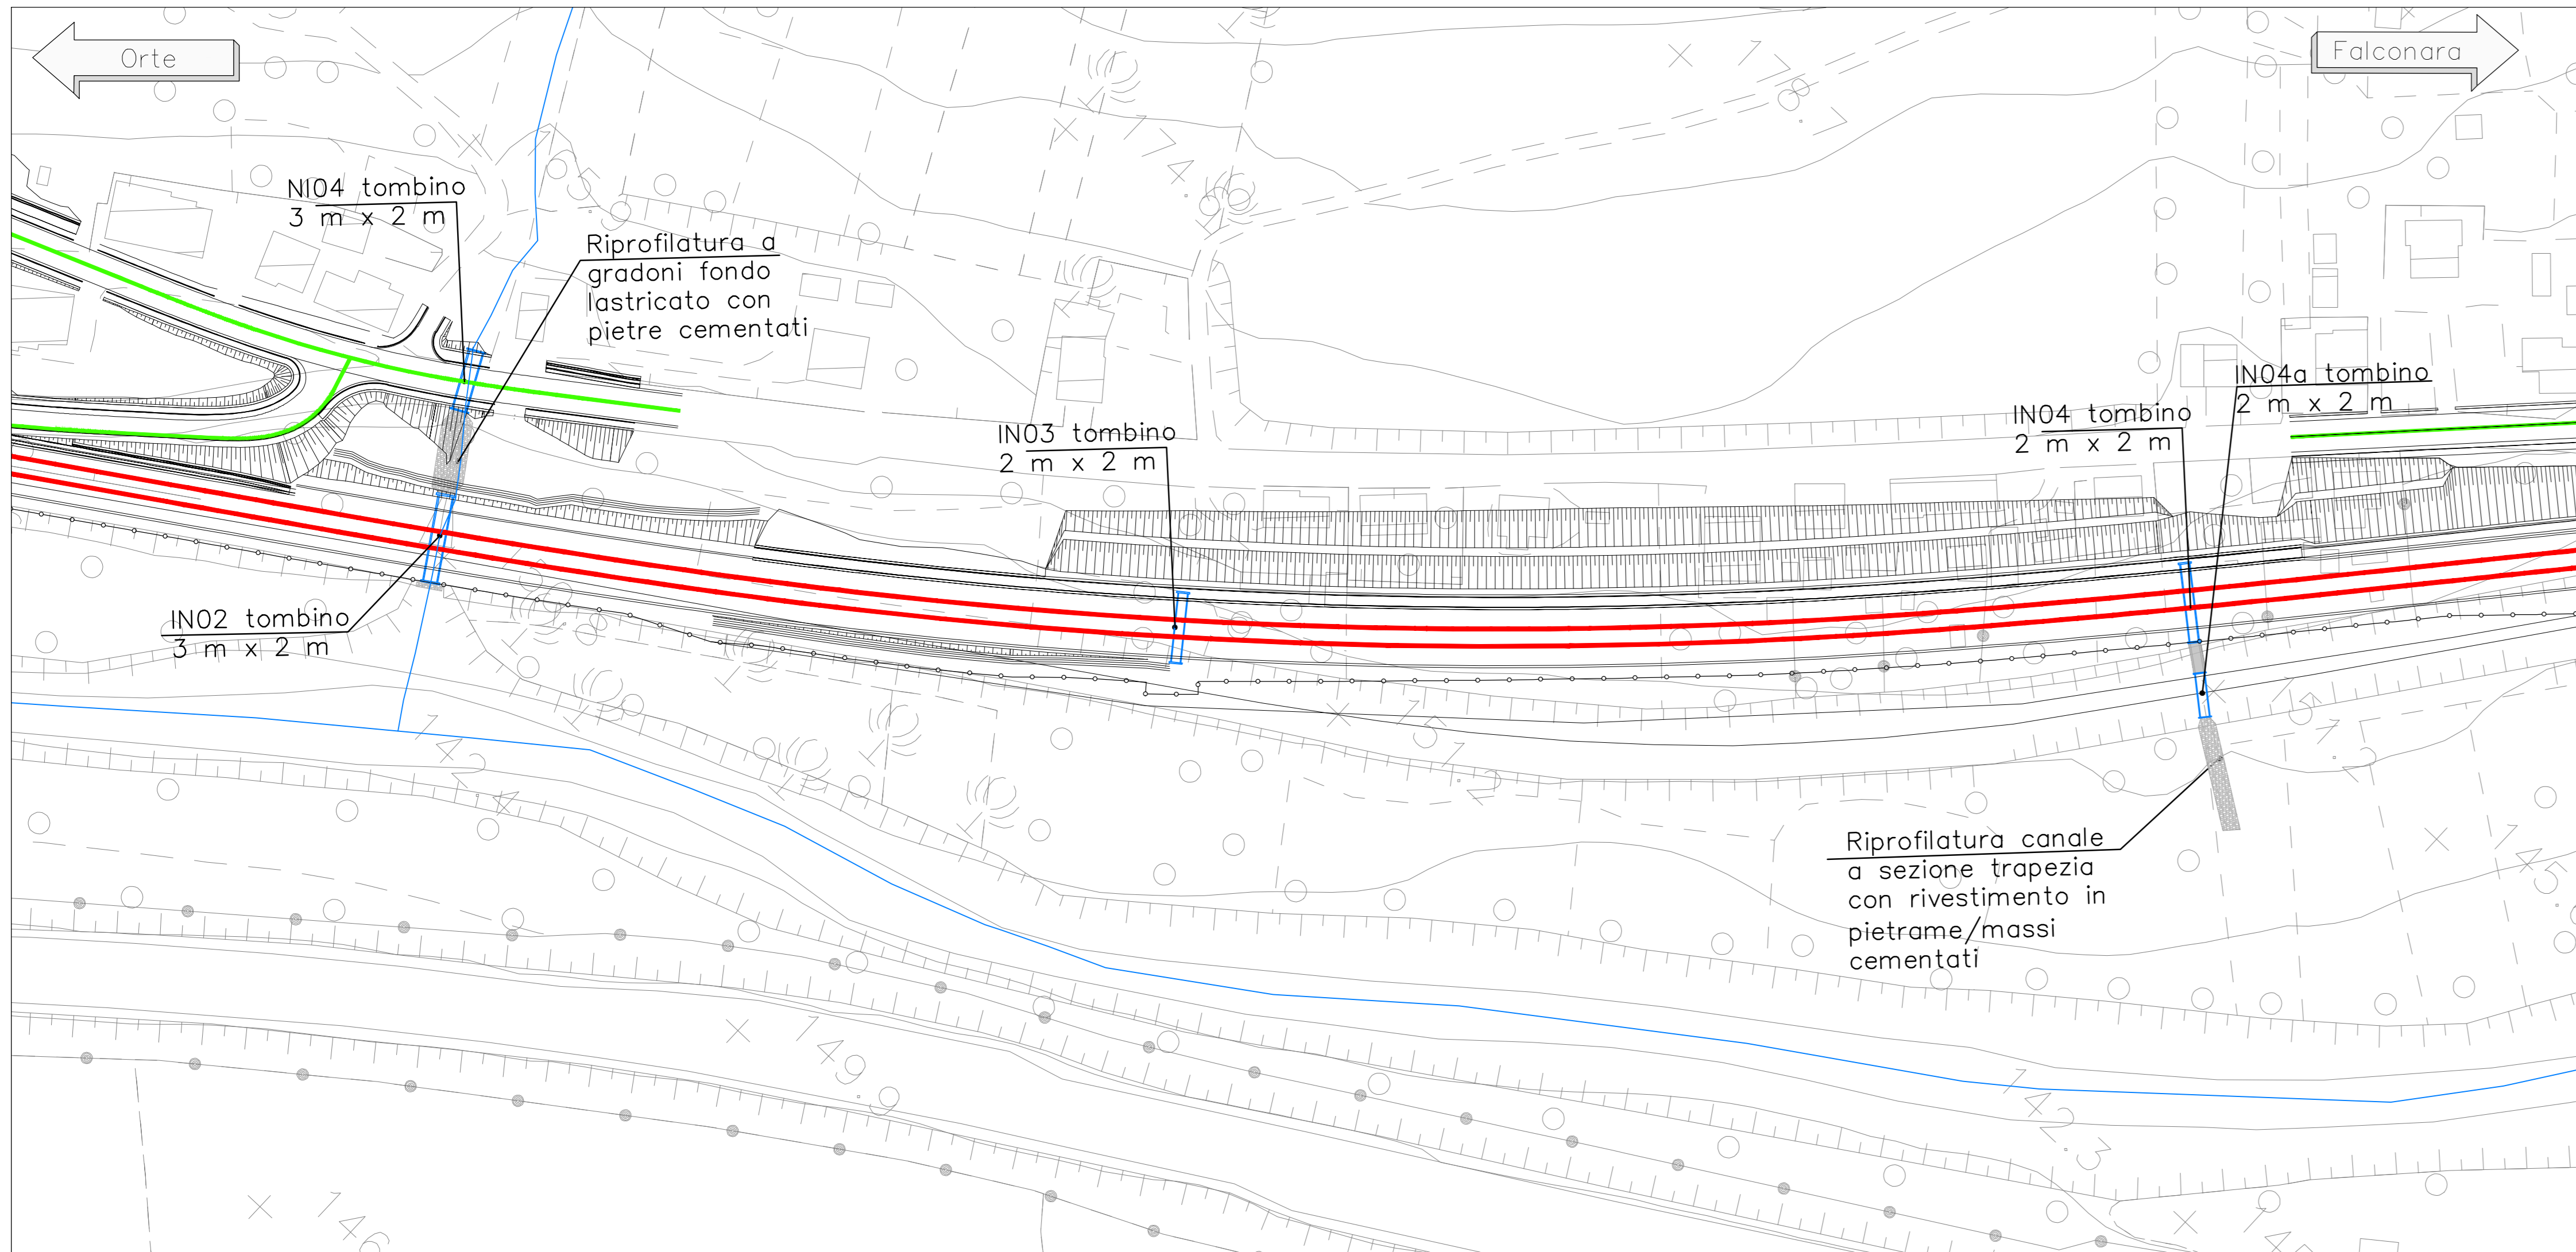 Orte
Falconara
NI04 tombino
3 m x 2 m
Riprofilatura a
gradoni fondo
lastricato con
pietre cementati
IN04a tombino
2 m x 2 m
IN03 tombino
2 m x 2 m
IN04 tombino
2 m x 2 m
IN02 tombino
3 m x 2 m
Riprofilatura canale
a sezione trapezia
con rivestimento in
pietrame/massi
cementati